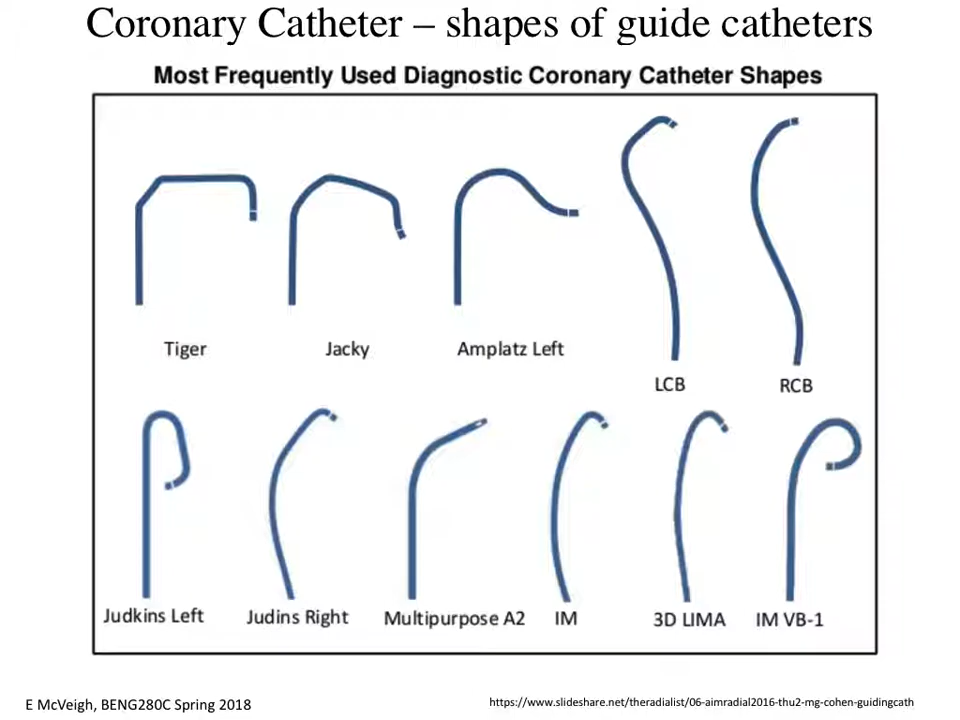 Coronary Catheter – shapes of guide catheters
Most Frequently Used Diagnostic Coronary Catheter Shapes
Tiger
Jacky
Amplatz Left
LCB
RCB
Judkins Left
Judins Right
Multipurpose A2
IM
3D LIMA
IM VB-1
E McVeigh, BENG280C Spring 2018
https://www.slideshare.net/theradialist/06-aimradial2016-thu2-mg-cohen-guidingcath